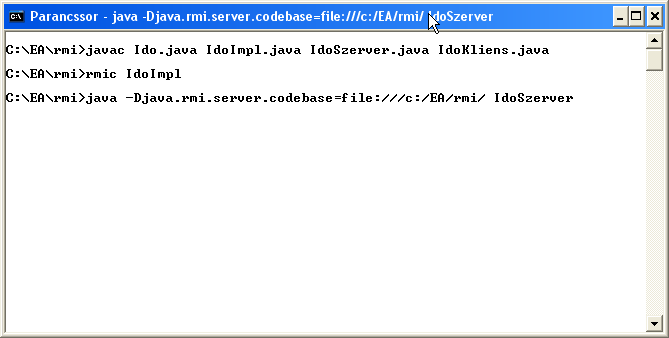 Parancssor - java -Djava.rmi.server.codebase=file:///c:/EA/rmi/ IdoSzerver
C:\EA\rmi>javac Ido.java IdoImpl.java IdoSzerver.java IdoKliens.java
C:\EA\rmi>rmic IdoImpl
C:\EA\rmi>java -Djava.rmi.server.codebase=file:///c:/EA/rmi/ IdoSzerver